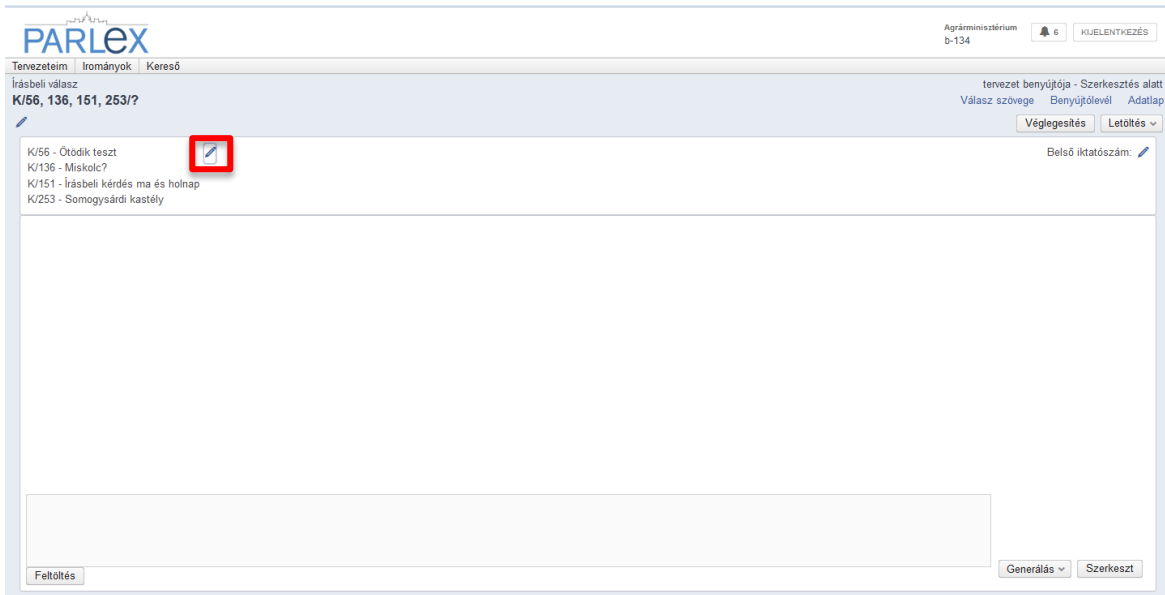 PARLEX
Agrárminisztérium
b-134
6
KIJELENTKEZÉS
Tervezeteim Irományok Kereső
Írásbeli válasz
K/56, 136, 151, 253/?
tervezet benyújtója - Szerkesztés alatt
Válasz szövege Benyújtólevél Adatlap
Véglegesítés Letöltés
K/56 - Ötödik teszt
K/136 - Miskolc?
K/151 - Írásbeli kérdés ma és holnap
K/253 - Somogysárdi kastély
Belső iktatószám:
Feltöltés
Generálás Szerkeszt